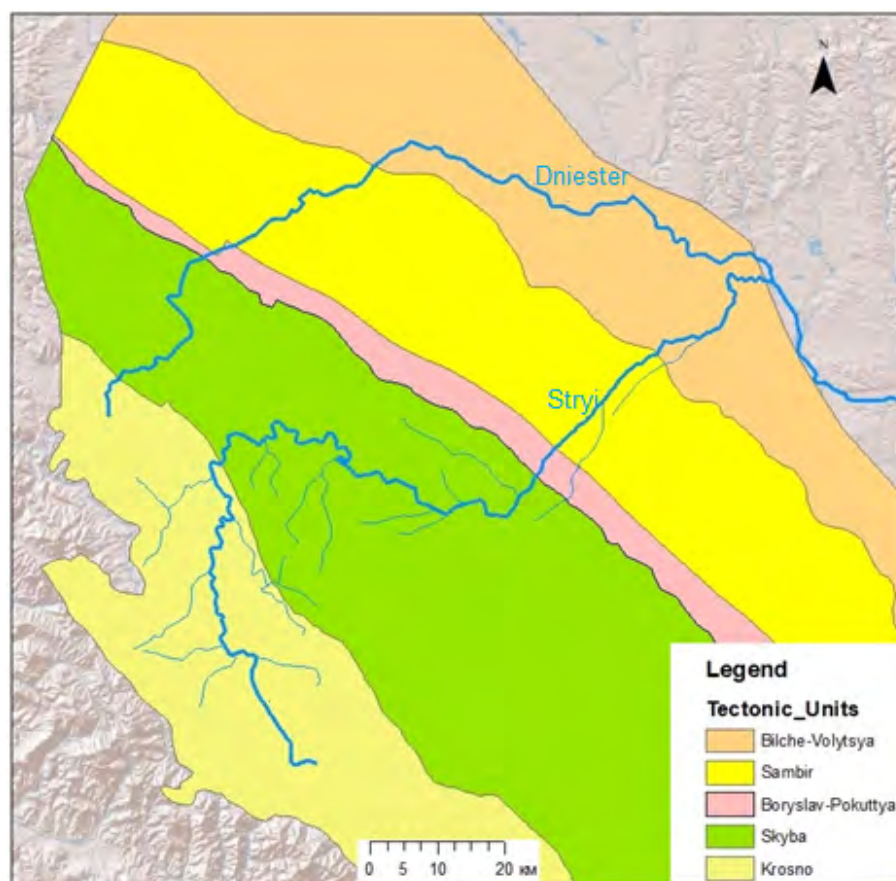 N
Dniester
Stryi
Legend
Tectonic_Units
Bilche-Volytsya
Sambir
Boryslav-Pokuttya
Skyba
Krosno
0 5 10 20 км